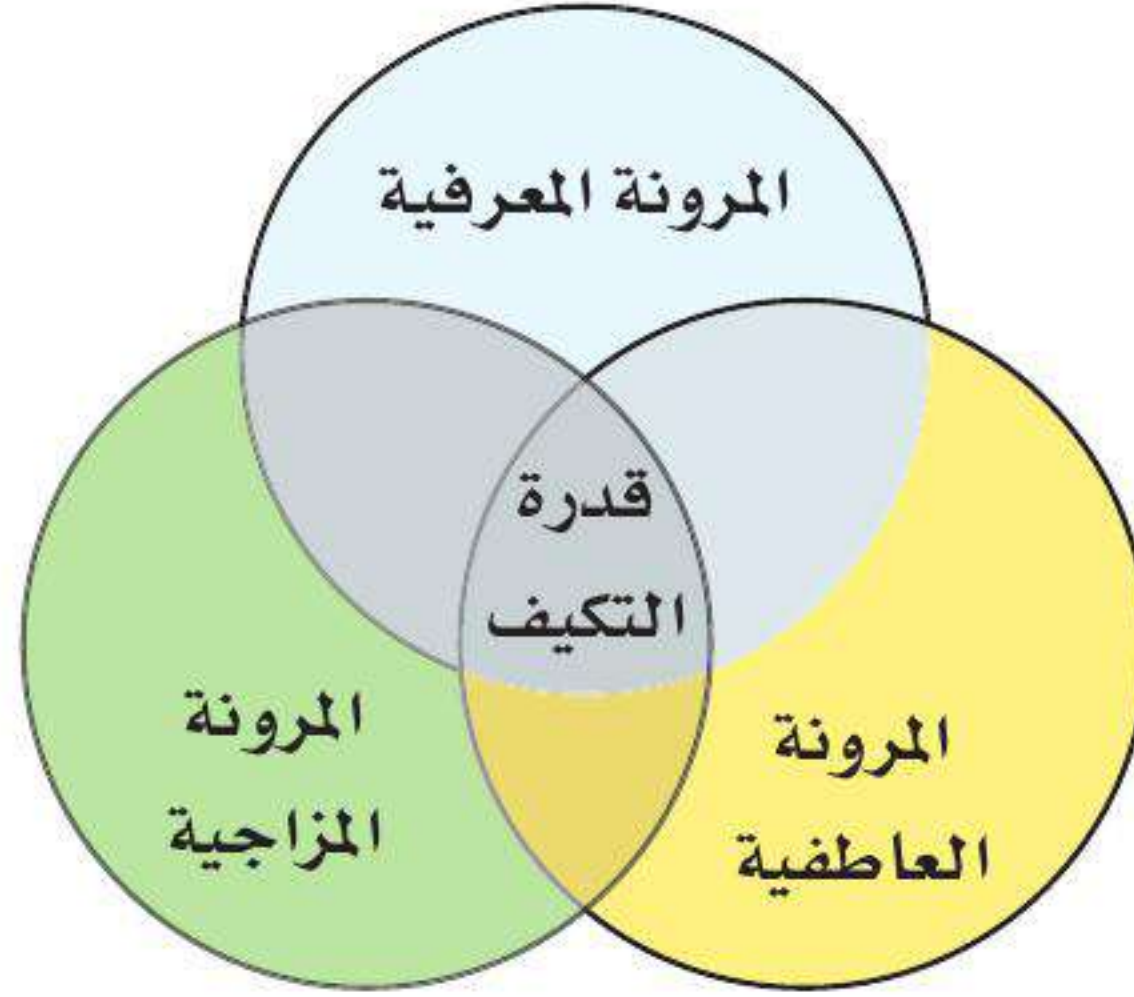 المرونة المعرفية
قدرة
التكيف
المرونة
المزاجية
المرونة
العاطفية